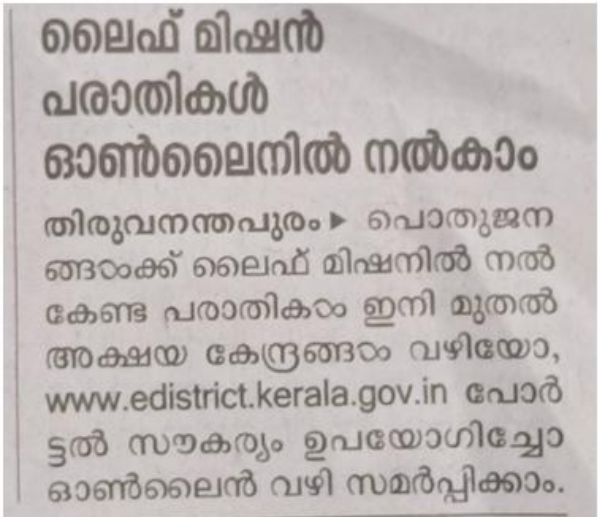 ലൈഫ് മിഷൻ
പരാതികൾ
ഓൺലൈനിൽ നൽകാം
തിരുവനന്തപുരം▶ പൊതുജന
ങ്ങൾക്ക് ലൈഫ് മിഷനിൽ നൽ
കേണ്ട പരാതികൾ ഇനി മുതൽ
അക്ഷയ കേന്ദ്രങ്ങൾ വഴിയോ,
www.edistrict.kerala.gov.in പോർ
ട്ടൽ സൗകര്യം ഉപയോഗിച്ചോ
ഓൺലൈൻ വഴി സമർപ്പിക്കാം.